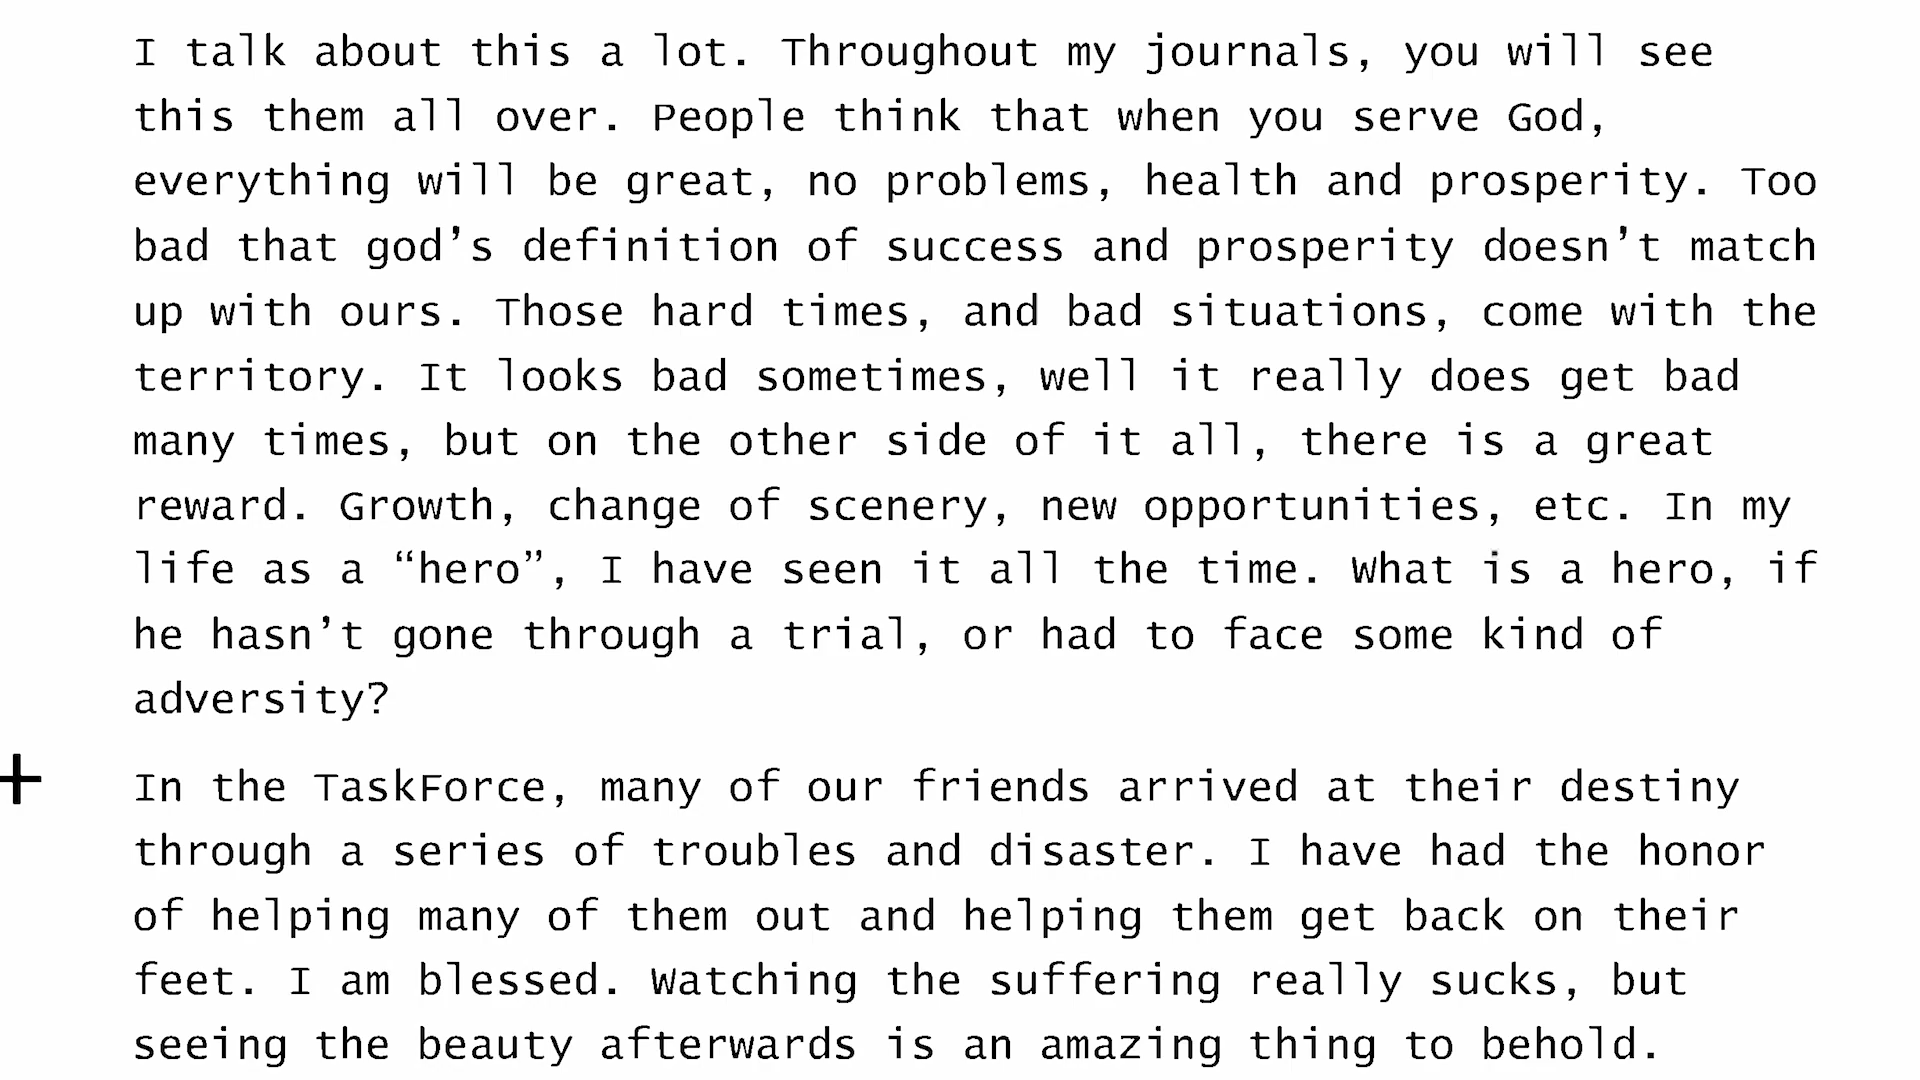 I talk about this a lot. Throughout my journals, you will see
this them all over. People think that when you serve God,
everything will be great, no problems, health and prosperity. Too
bad that god’s definition of success and prosperity doesn’t match
up with ours. Those hard times, and bad situations, come with the
territory. It looks bad sometimes, well it really does get bad
many times, but on the other side of it all, there is a great
reward. Growth, change of scenery, new opportunities, etc. In my
life as a “hero”, I have seen it all the time. What is a hero, if
he hasn’t gone through a trial, or had to face some kind of
adversity?
In the TaskForce, many of our friends arrived at their destiny
through a series of troubles and disaster. I have had the honor
of helping many of them out and helping them get back on their
feet. I am blessed. Watching the suffering really sucks, but
seeing the beauty afterwards is an amazing thing to behold.